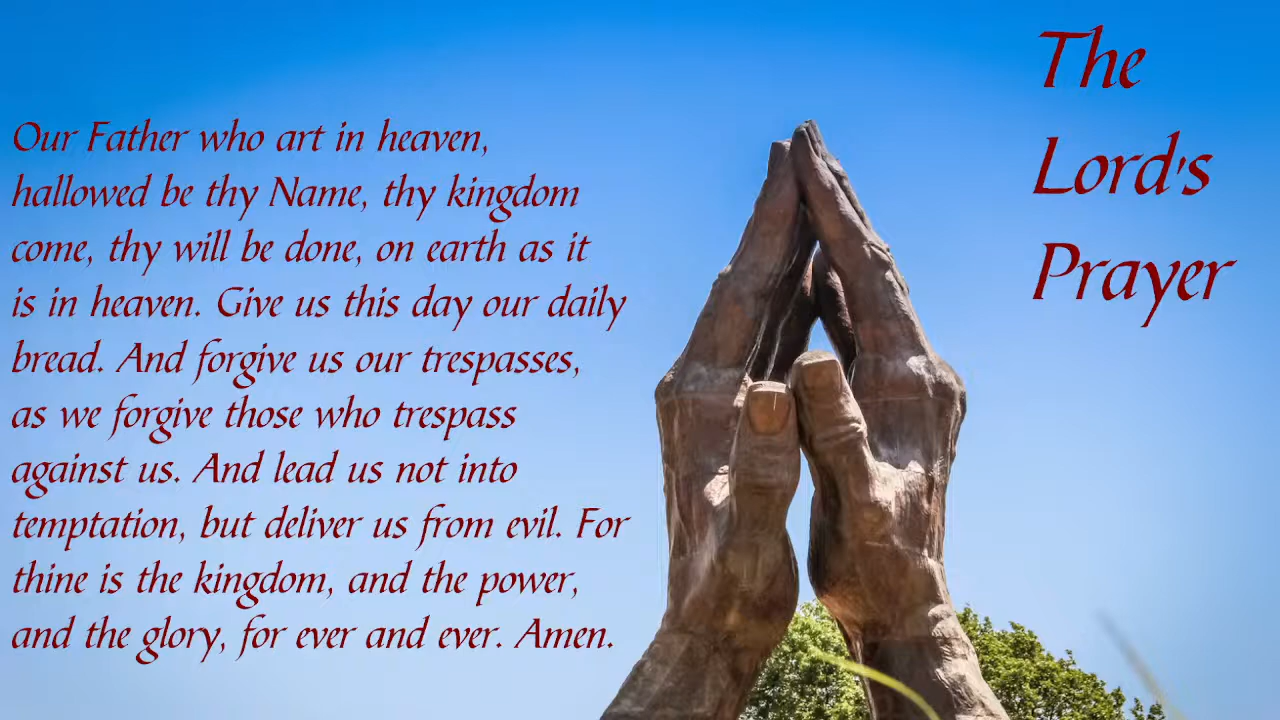 The
Lord's
Prayer
Our Father who art in heaven,
hallowed be thy Name, thy kingdom
come, thy will be done, on earth as it
is in heaven. Give us this day our daily
bread. And forgive us our trespasses,
as we forgive those who trespass
against us. And lead us not into
temptation, but deliver us from evil. For
thine is the kingdom, and the power,
and the glory, for ever and ever. Amen.